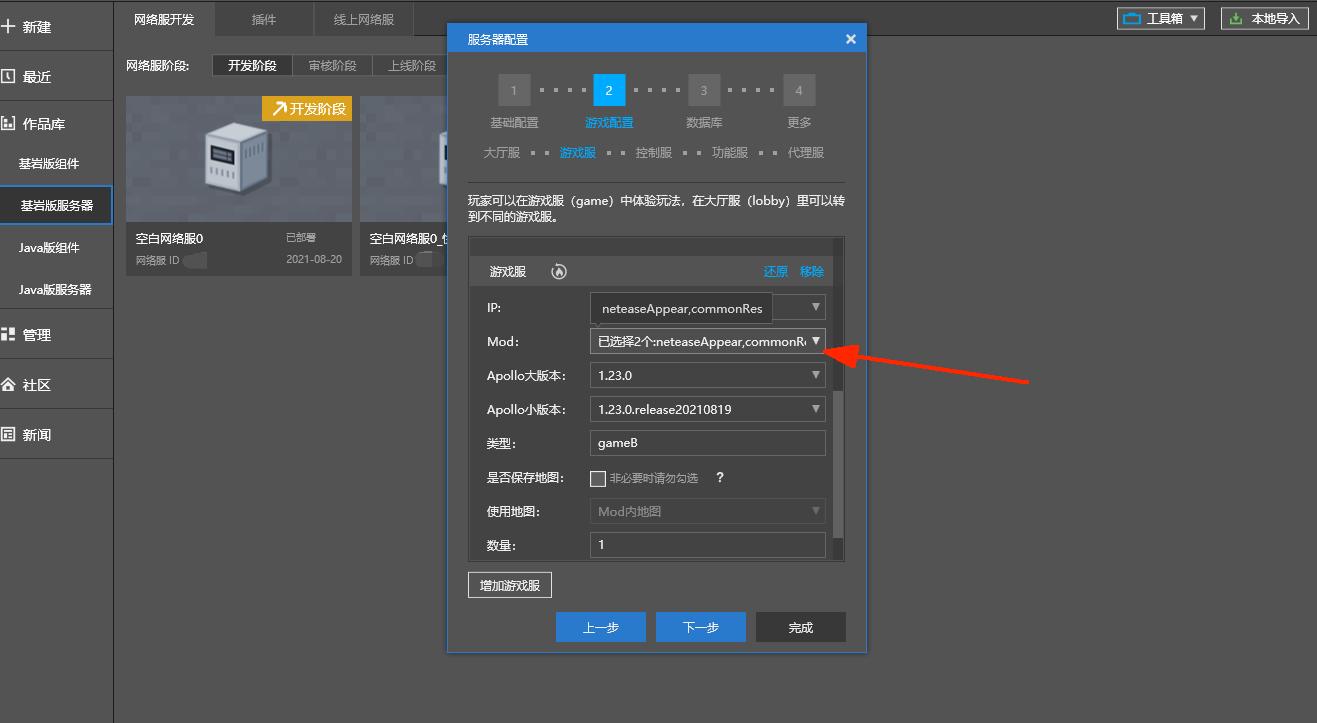 新建
网络服开发
插件
线上网络服
工具箱
本地导入
最近
作品库
基岩版组件
基岩版服务器
Java版组件
Java版服务器
管理
社区
新闻
网络服阶段:
开发阶段
审核阶段
上线阶段
开发阶段
空白网络服0
已部署
网络服 ID
2021-08-20
空白网络服0_
网络服 ID
服务器配置
1
2
3
4
基础配置
游戏配置
数据库
更多
大厅服
游戏服
控制服
功能服
代理服
玩家可以在游戏服（game）中体验玩法，在大厅服（lobby）里可以转
到不同的游戏服。
游戏服
还原
移除
IP:
neteaseAppear,commonRes
Mod：
已选择2个:neteaseAppear,commonRe
Apollo大版本：
1.23.0
Apollo小版本：
1.23.0.release20210819
类型：
gameB
是否保存地图：
非必要时请勿勾选
?
使用地图：
Mod内地图
数量：
1
增加游戏服
上一步
下一步
完成